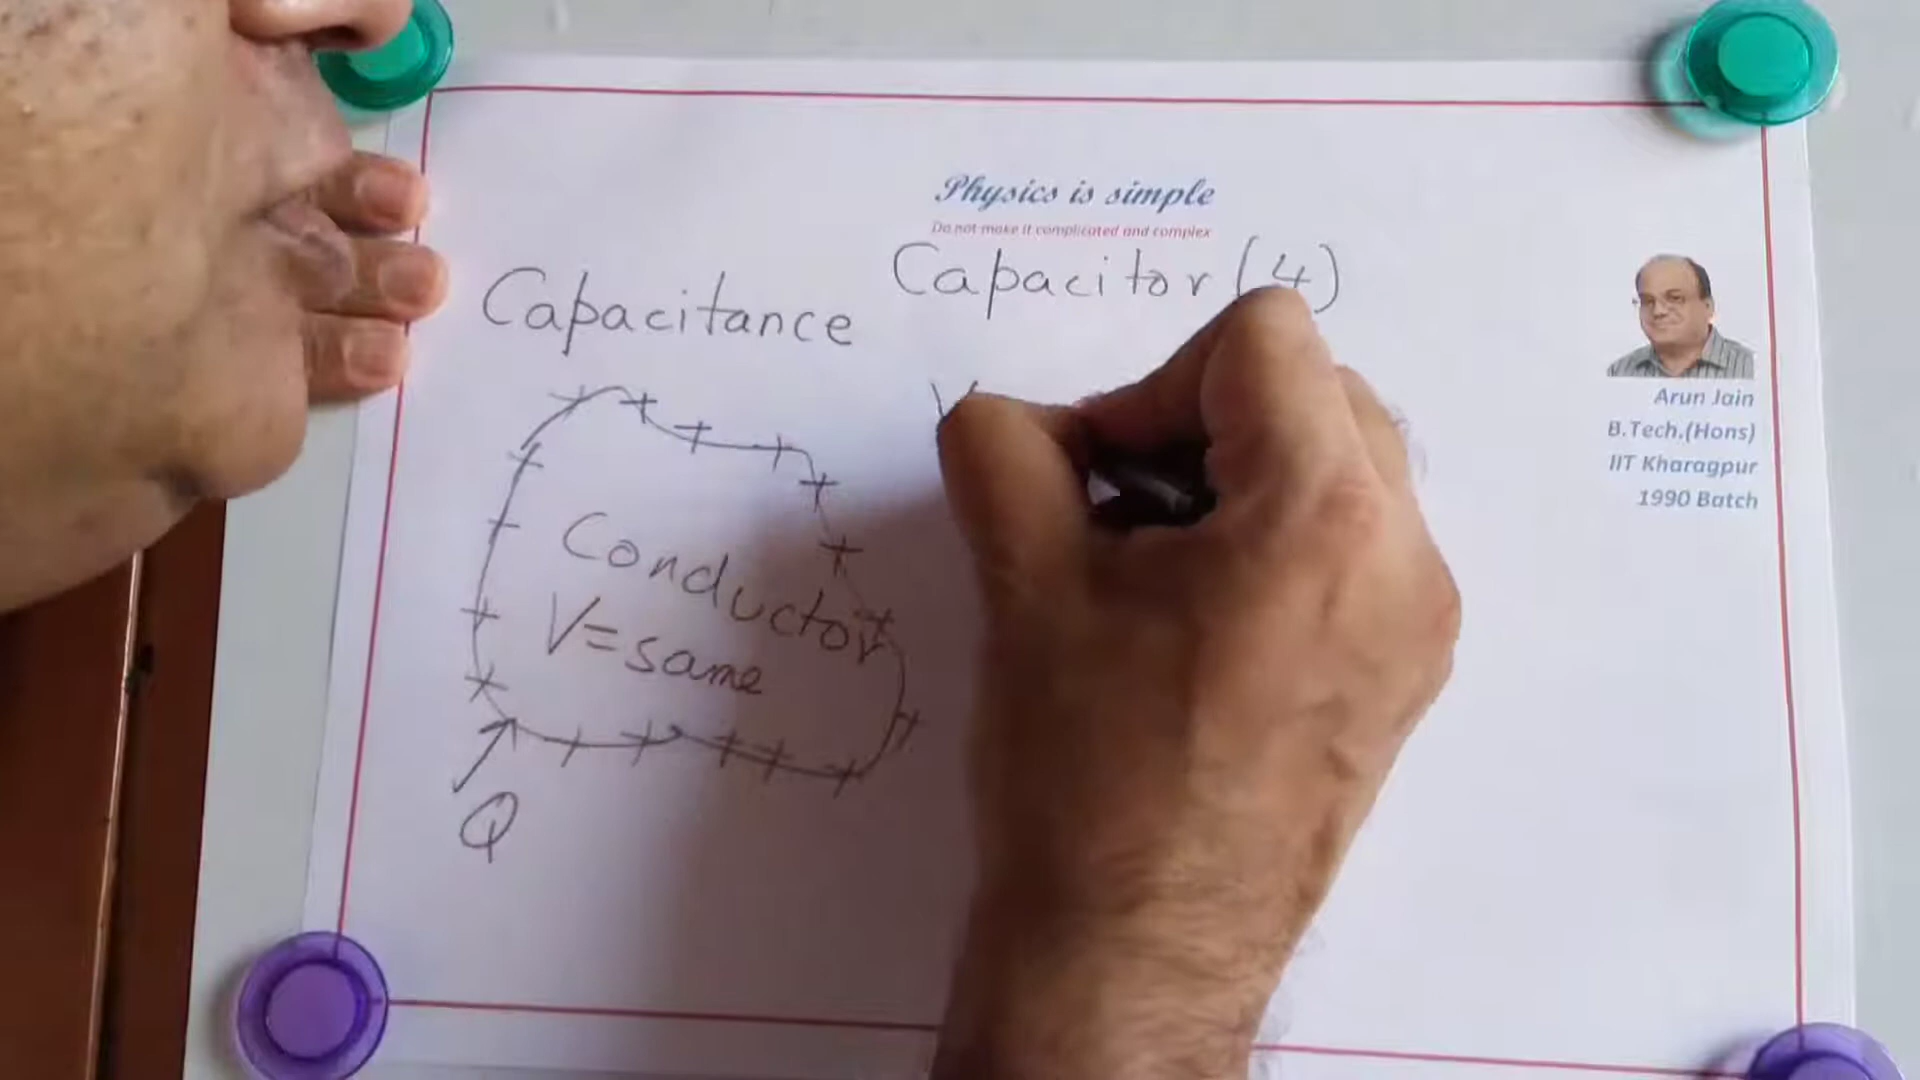 Physics is simple
Do not make it complicated and complex
Capacitor (4)
Capacitance
Arun Jain
B.Tech.(Hons)
IIT Kharagpur
1990 Batch
V
Conductor
V=same
Q